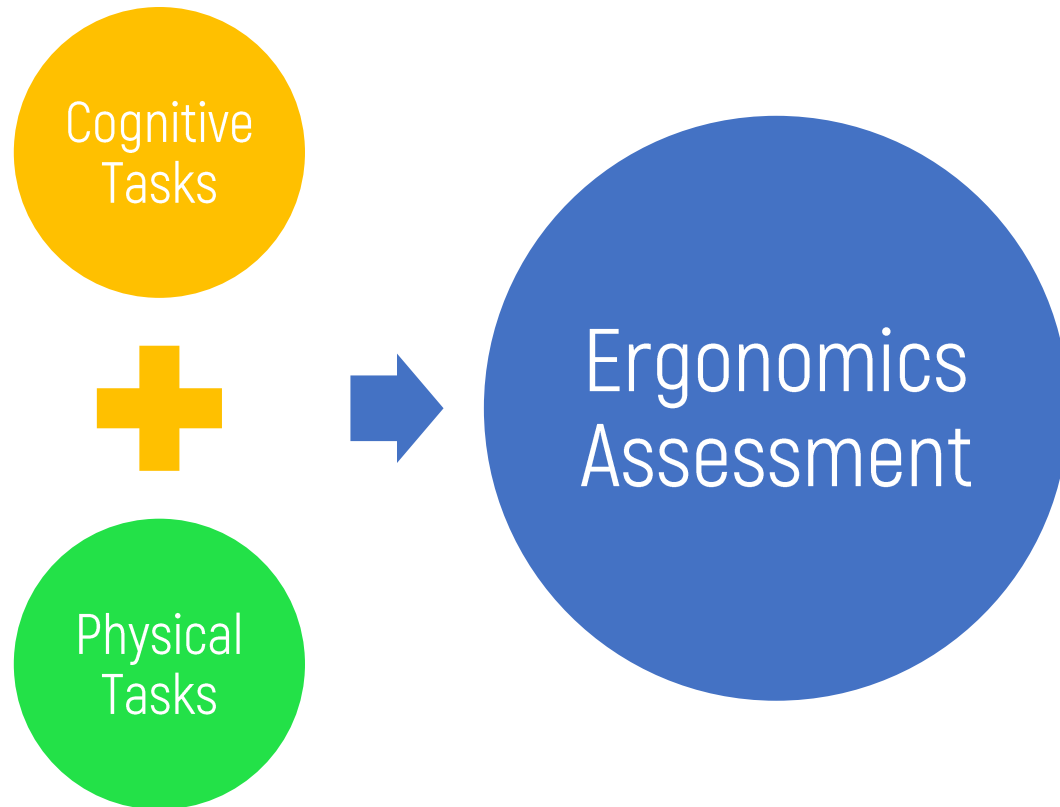 Cognitive
Tasks
Physical
Tasks
Ergonomics
Assessment